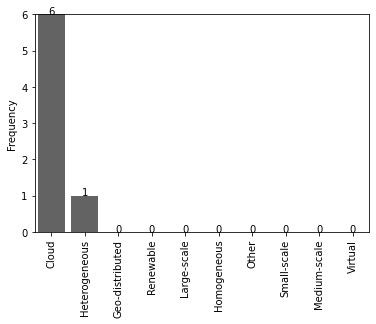 6
6
5
4
3
2
1
0
1
0
0
0
0
0
0
0
0
Frequency
Cloud
Heterogeneous
Geo-distributed
Renewable
Large-scale
Homogeneous
Other
Small-scale
Medium-scale
Virtual